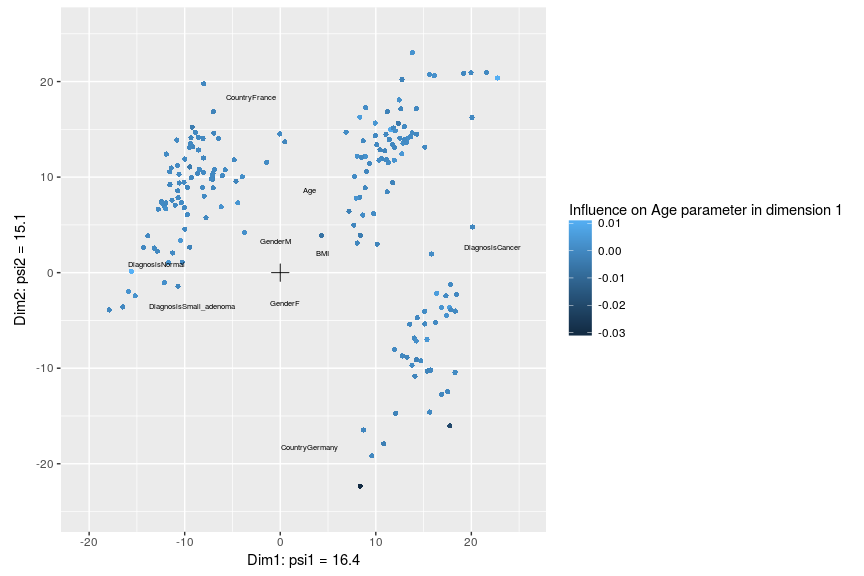 CountryFrance
Age
GenderM
BMI
DiagnosisCancer
DiagnosisNormal
DiagnosisSmall_adenoma
GenderF
CountryGermany
20
10
0
-10
-20
-20
-10
0
10
20
Dim1: psi1 = 16.4
Dim2: psi2 = 15.1
Influence on Age parameter in dimension 1
0.01
0.00
-0.01
-0.02
-0.03